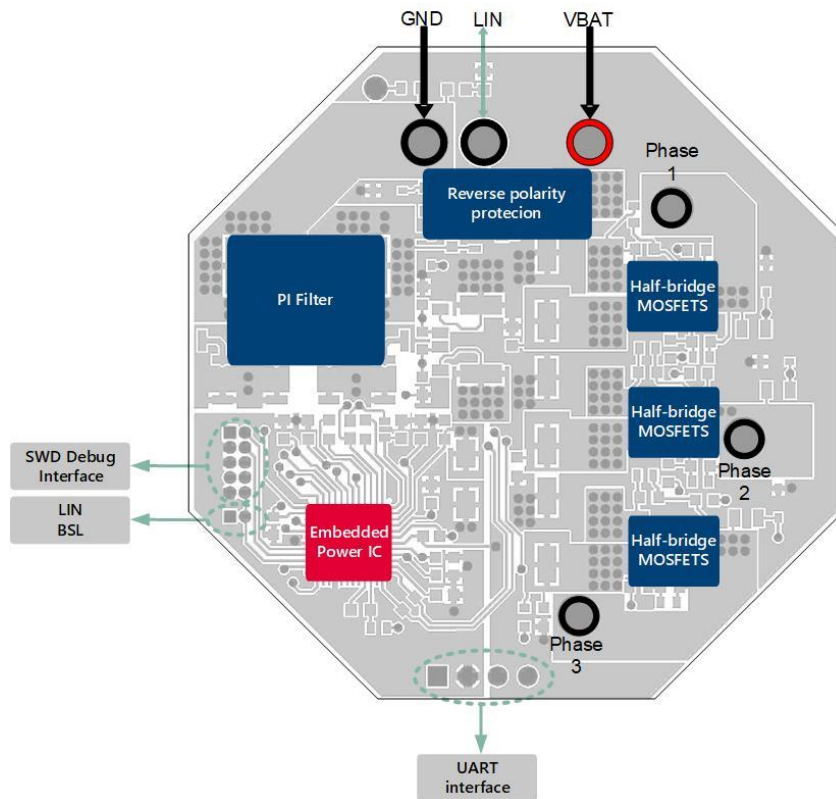 GND
LIN
VBAT
Phase
1
Reverse polarity
protecion
PI Filter
Half-bridge
MOSFETS
Half-bridge
MOSFETS
Phase
2
SWD Debug
Interface
LIN
BSL
Embedded
Power IC
Half-bridge
MOSFETS
Phase
3
UART
interface